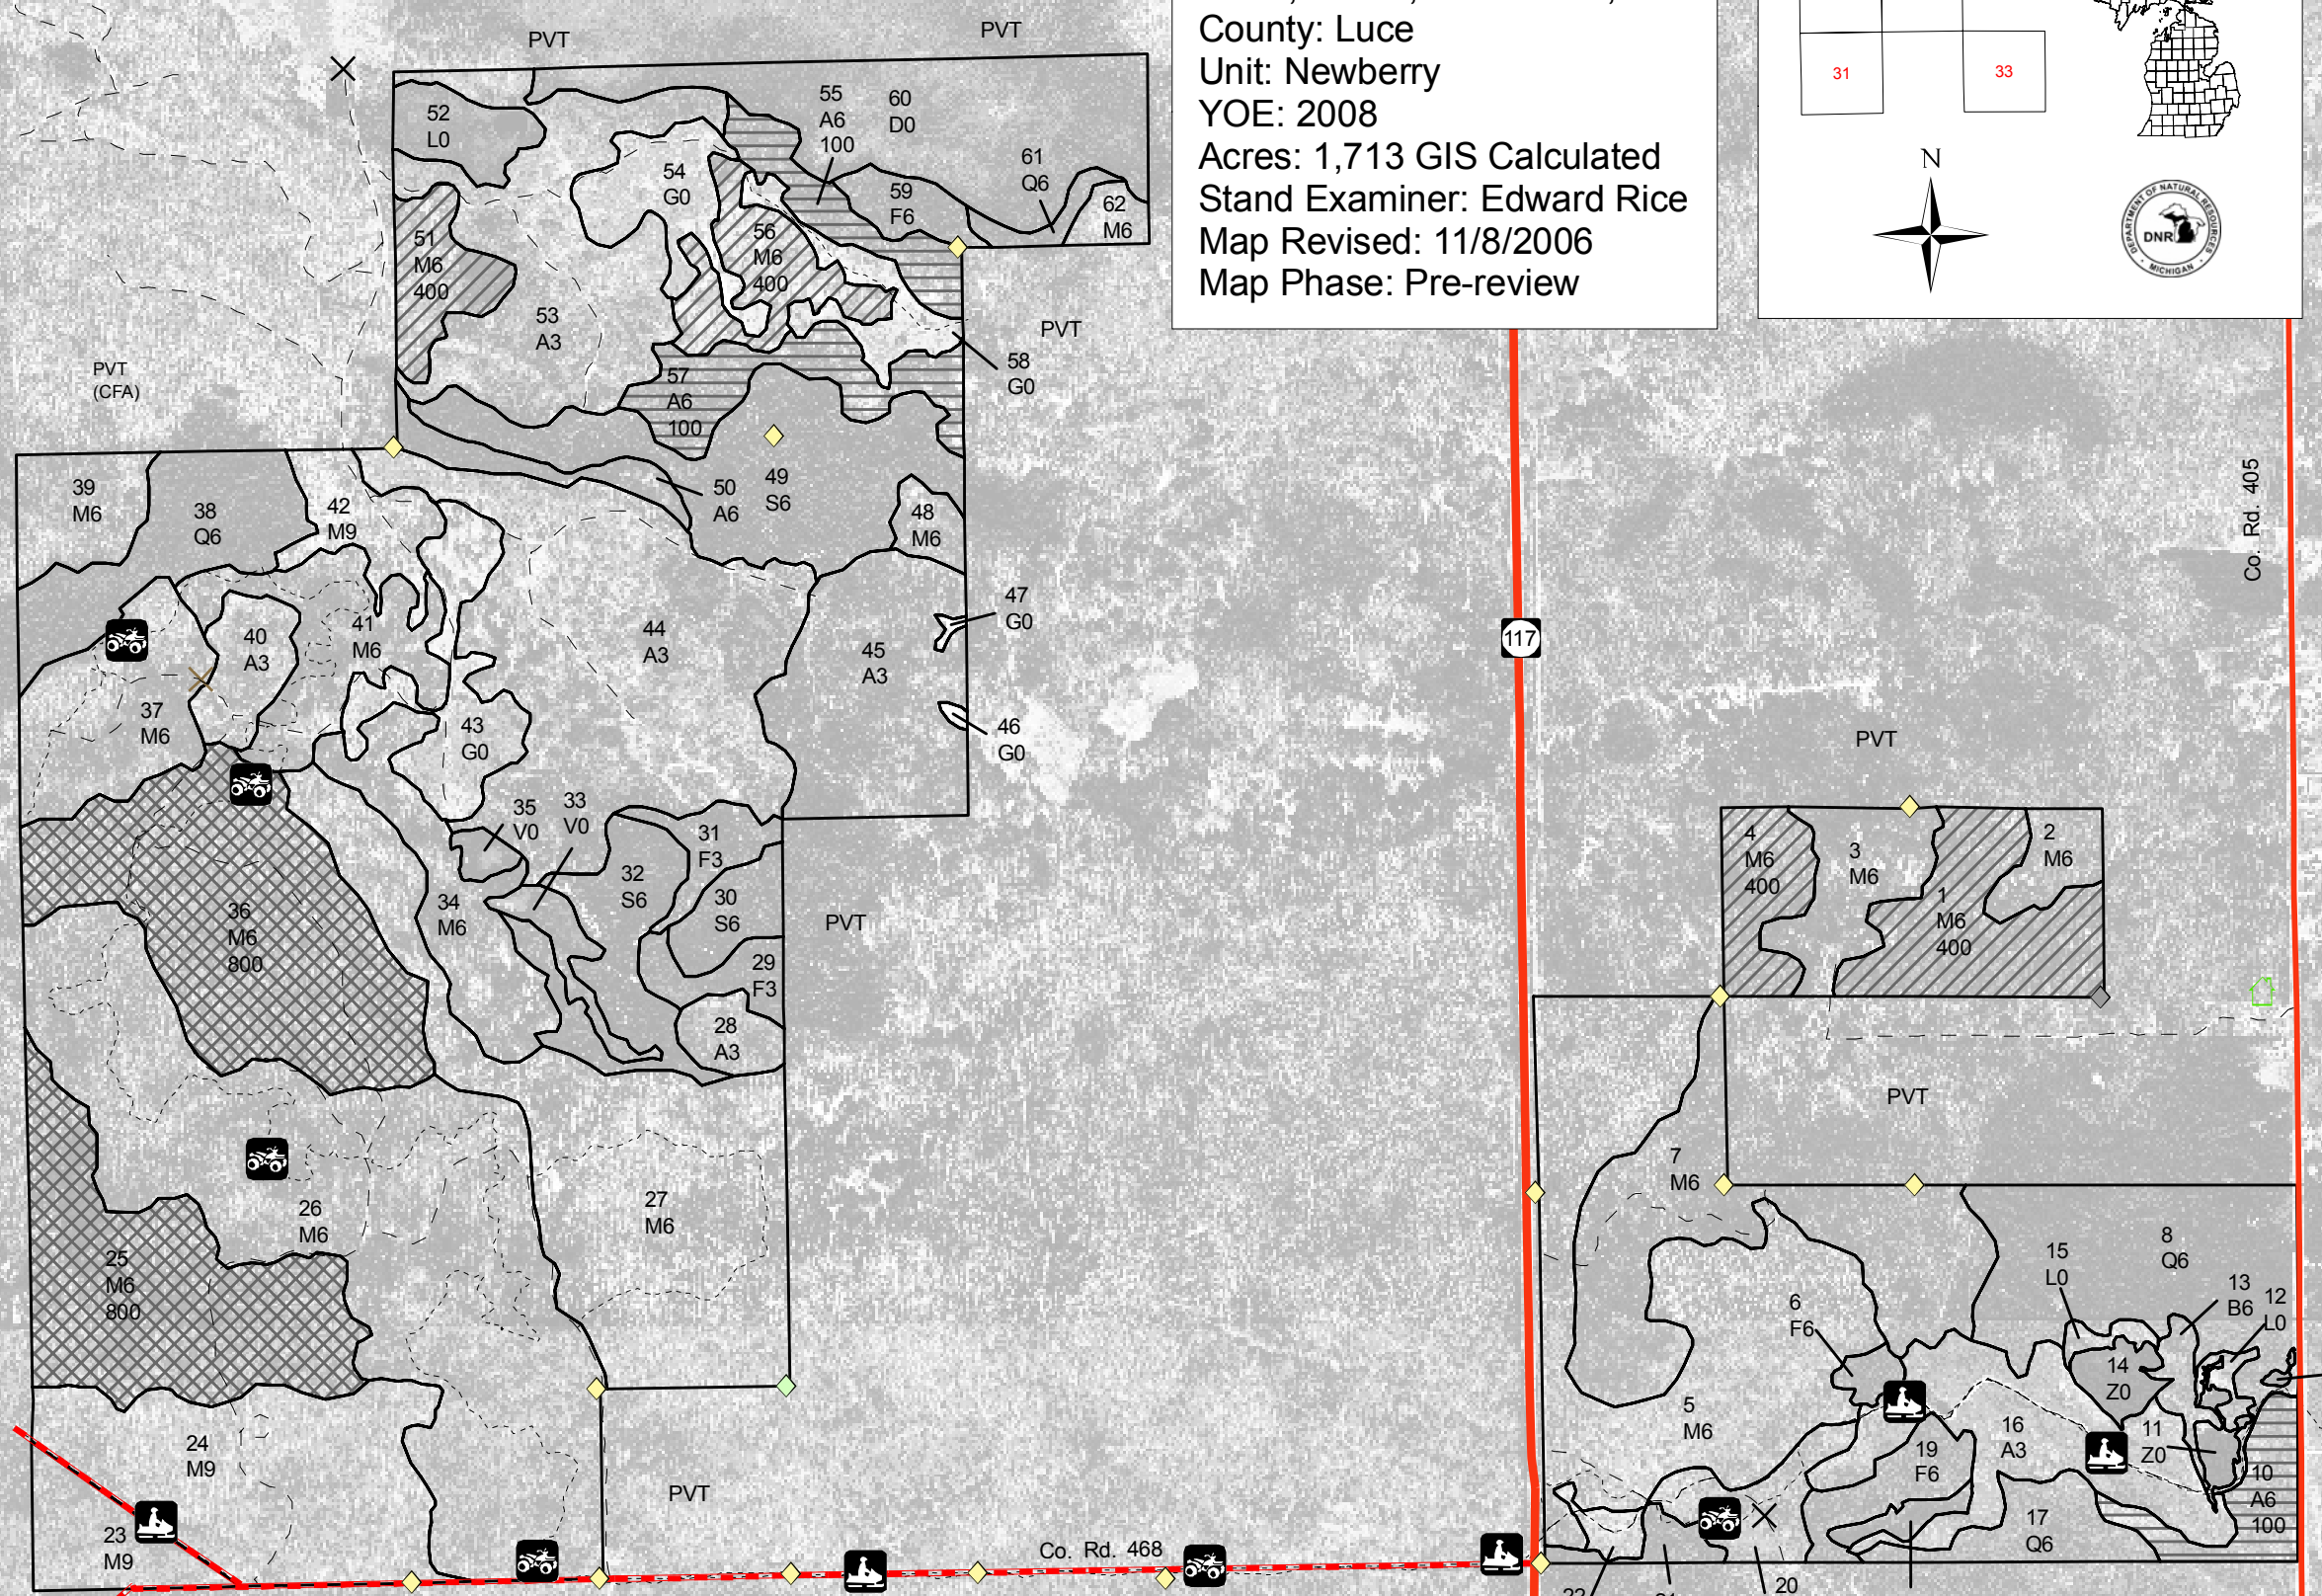 County: Luce
Unit: Newberry
YOE: 2008
Acres: 1,713 GIS Calculated
Stand Examiner: Edward Rice
Map Revised: 11/8/2006
Map Phase: Pre-review
31
33
N
DEPARTMENT OF NATURAL RESOURCES
DNR
MICHIGAN
PVT
PVT
52
L0
55
A6
100
60
D0
54
G0
61
Q6
59
F6
62
M6
51
M6
400
56
M6
400
53
A3
PVT
58
G0
PVT
(CFA)
57
A6
100
39
M6
38
Q6
42
M9
50
A6
49
S6
48
M6
47
G0
40
A3
41
M6
44
A3
45
A3
117
Co. Rd. 405
37
M6
43
G0
46
G0
PVT
35
V0
33
V0
31
F3
32
S6
30
S6
34
M6
PVT
36
M6
800
29
F3
28
A3
4
M6
400
3
M6
2
M6
1
M6
400
PVT
7
M6
27
M6
26
M6
25
M6
800
8
Q6
15
L0
13
B6
12
L0
6
F6
14
Z0
5
M6
16
A3
11
Z0
19
F6
10
A6
100
24
M9
PVT
17
Q6
23
M9
Co. Rd. 468
20